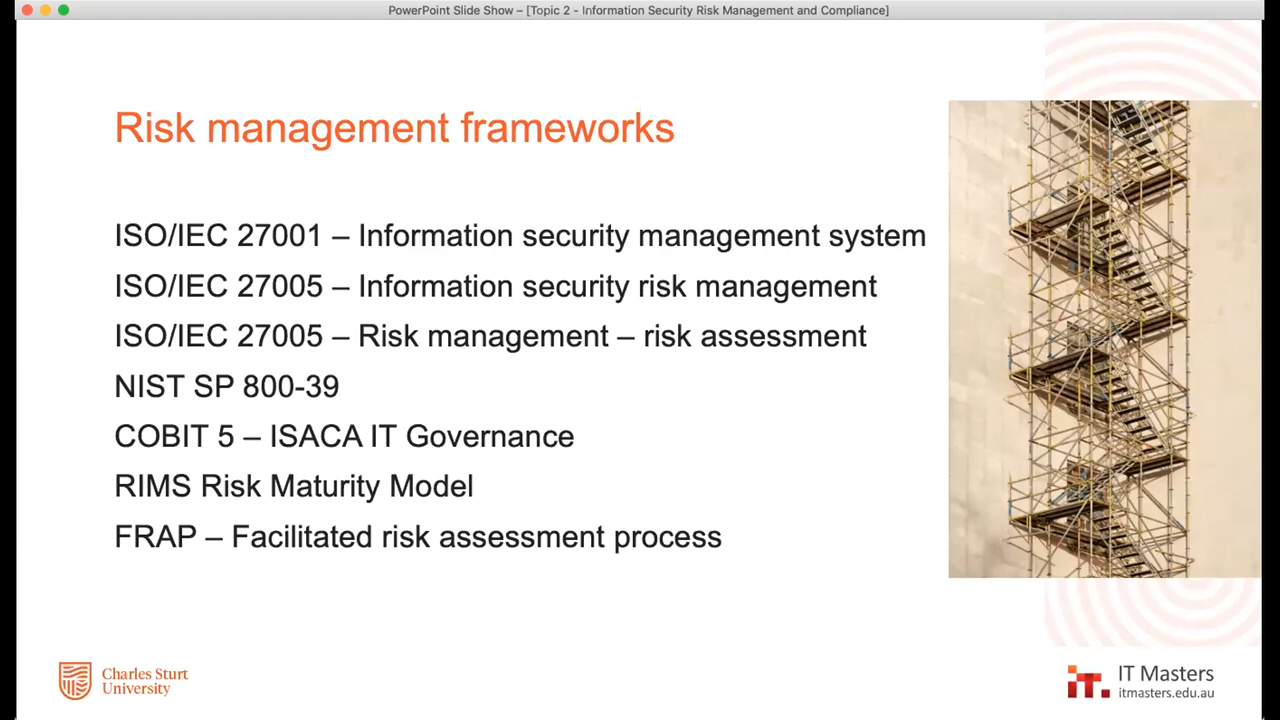 PowerPoint Slide Show – [Topic 2 - Information Security Risk Management and Compliance]
Risk management frameworks
ISO/IEC 27001 – Information security management system
ISO/IEC 27005 – Information security risk management
ISO/IEC 27005 – Risk management – risk assessment
NIST SP 800-39
COBIT 5 – ISACA IT Governance
RIMS Risk Maturity Model
FRAP – Facilitated risk assessment process
Charles Sturt
University
it.
IT Masters
itmasters.edu.au